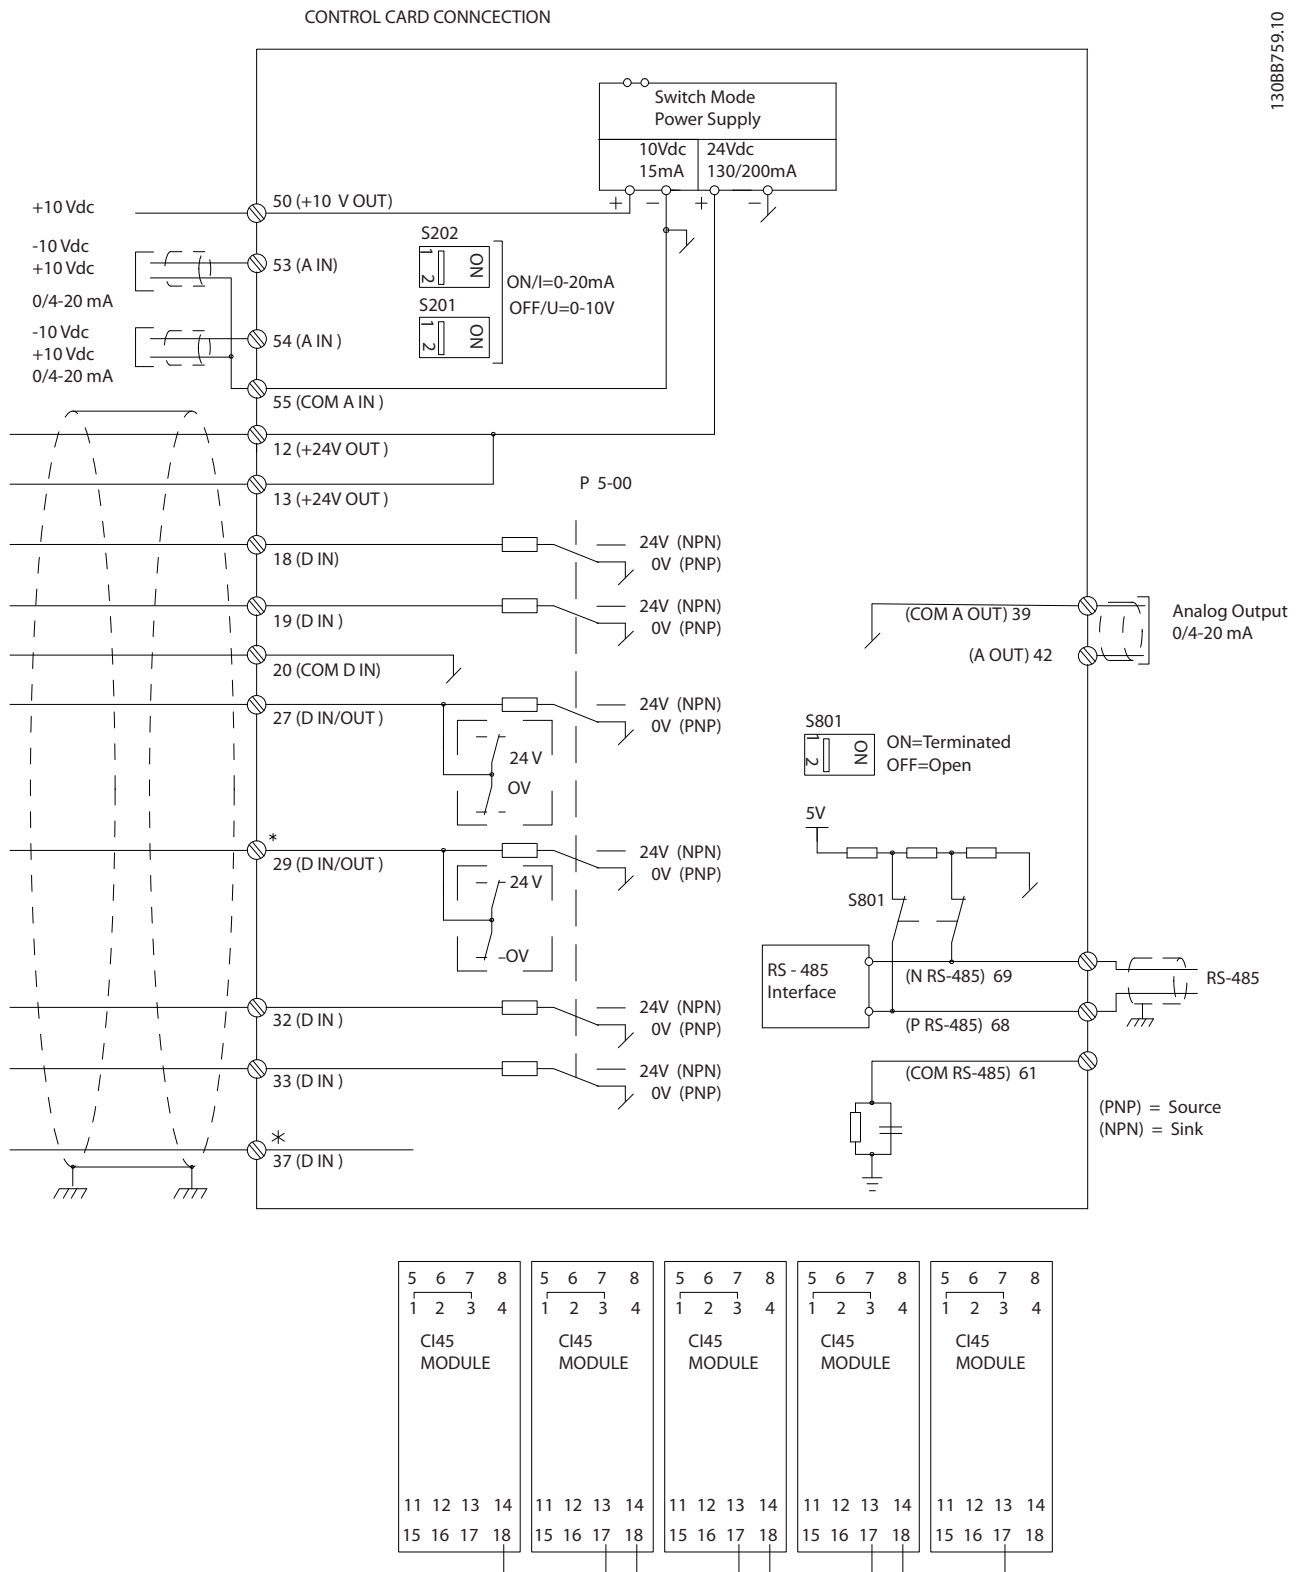 CONTROL CARD CONNCECTION
130BB759.10
Switch Mode
Power Supply
10Vdc
15mA
24Vdc
130/200mA
+ − + −
+10 Vdc
50 (+10 V OUT)
-10 Vdc
+10 Vdc
0/4-20 mA
53 (A IN)
S202
1 2 ON
ON/I=0-20mA
OFF/U=0-10V
S201
1 2 ON
-10 Vdc
+10 Vdc
0/4-20 mA
54 (A IN )
55 (COM A IN )
12 (+24V OUT )
13 (+24V OUT )
P 5-00
18 (D IN)
24V (NPN)
0V (PNP)
19 (D IN )
24V (NPN)
0V (PNP)
20 (COM D IN)
27 (D IN/OUT )
24V (NPN)
0V (PNP)
24 V
OV
*
29 (D IN/OUT )
24V (NPN)
0V (PNP)
24 V
OV
32 (D IN )
24V (NPN)
0V (PNP)
33 (D IN )
24V (NPN)
0V (PNP)
*
37 (D IN )
(COM A OUT) 39
(A OUT) 42
Analog Output
0/4-20 mA
S801
1 2 ON
ON=Terminated
OFF=Open
5V
S801
RS - 485
Interface
(N RS-485) 69
(P RS-485) 68
RS-485
(COM RS-485) 61
(PNP) = Source
(NPN) = Sink
5 6 7 8
1 2 3 4
CI45
MODULE
11 12 13 14
15 16 17 18
5 6 7 8
1 2 3 4
CI45
MODULE
11 12 13 14
15 16 17 18
5 6 7 8
1 2 3 4
CI45
MODULE
11 12 13 14
15 16 17 18
5 6 7 8
1 2 3 4
CI45
MODULE
11 12 13 14
15 16 17 18
5 6 7 8
1 2 3 4
CI45
MODULE
11 12 13 14
15 16 17 18